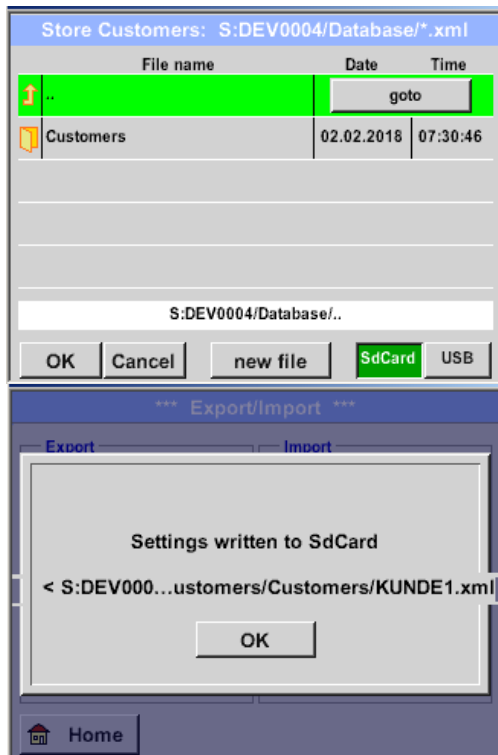 Store Customers: S:DEV0004/Database/*.xml
File name Date Time
.. goto
Customers 02.02.2018 07:30:46
S:DEV0004/Database/..
OK Cancel new file SdCard USB
*** Export/Import ***
Export Import
Settings written to SdCard
< S:DEV000...ustomers/Customers/KUNDE1.xml
OK
Home